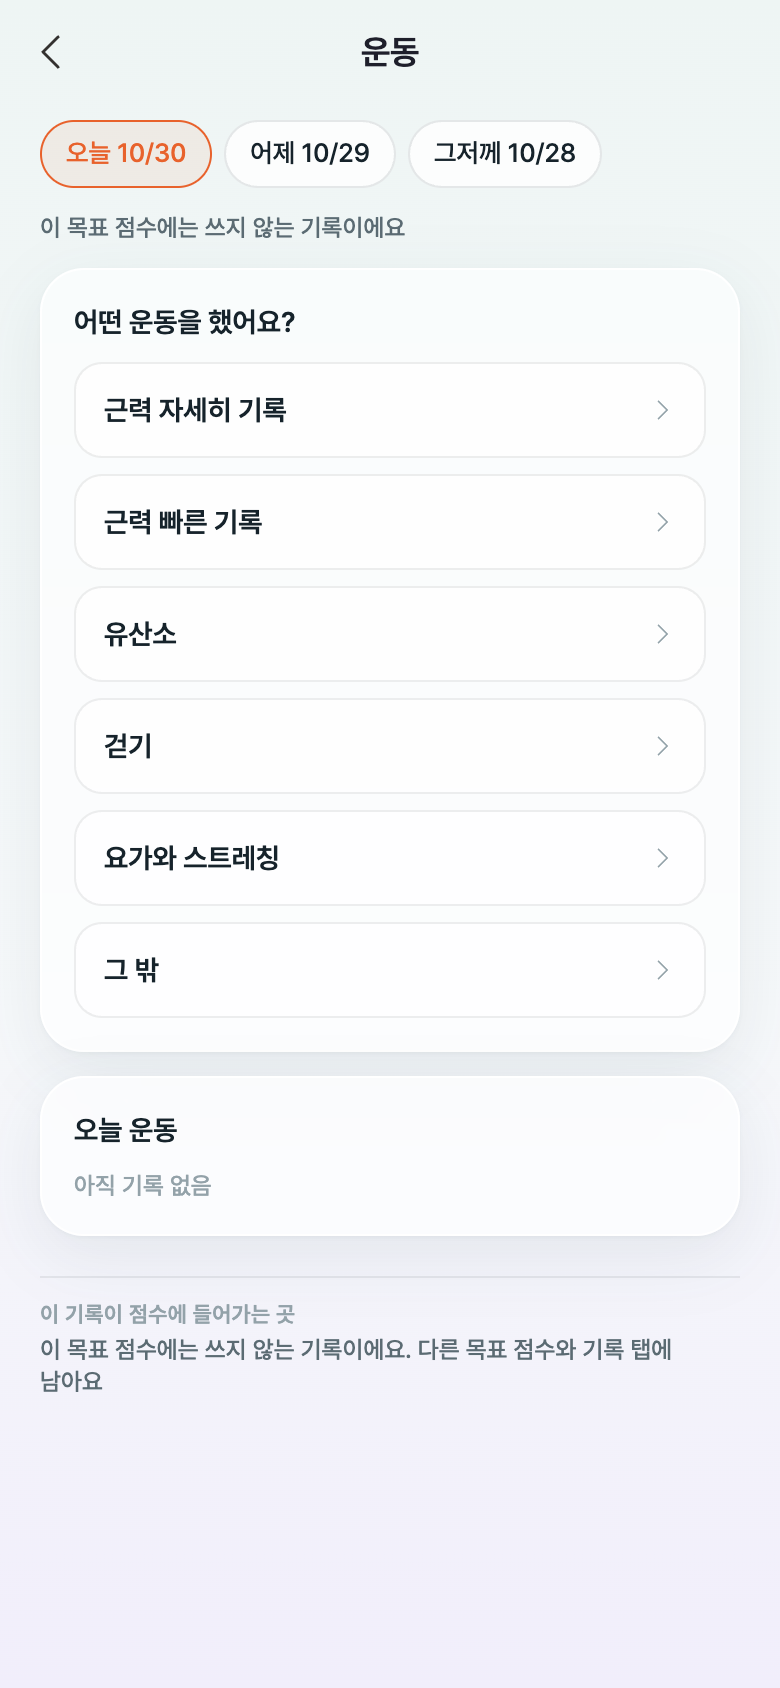 운동
오늘 10/30
어제 10/29
그저께 10/28
이 목표 점수에는 쓰지 않는 기록이에요
어떤 운동을 했어요?
근력 자세히 기록
근력 빠른 기록
유산소
걷기
요가와 스트레칭
그 밖
오늘 운동
아직 기록 없음
이 기록이 점수에 들어가는 곳
이 목표 점수에는 쓰지 않는 기록이에요. 다른 목표 점수와 기록 탭에
남아요